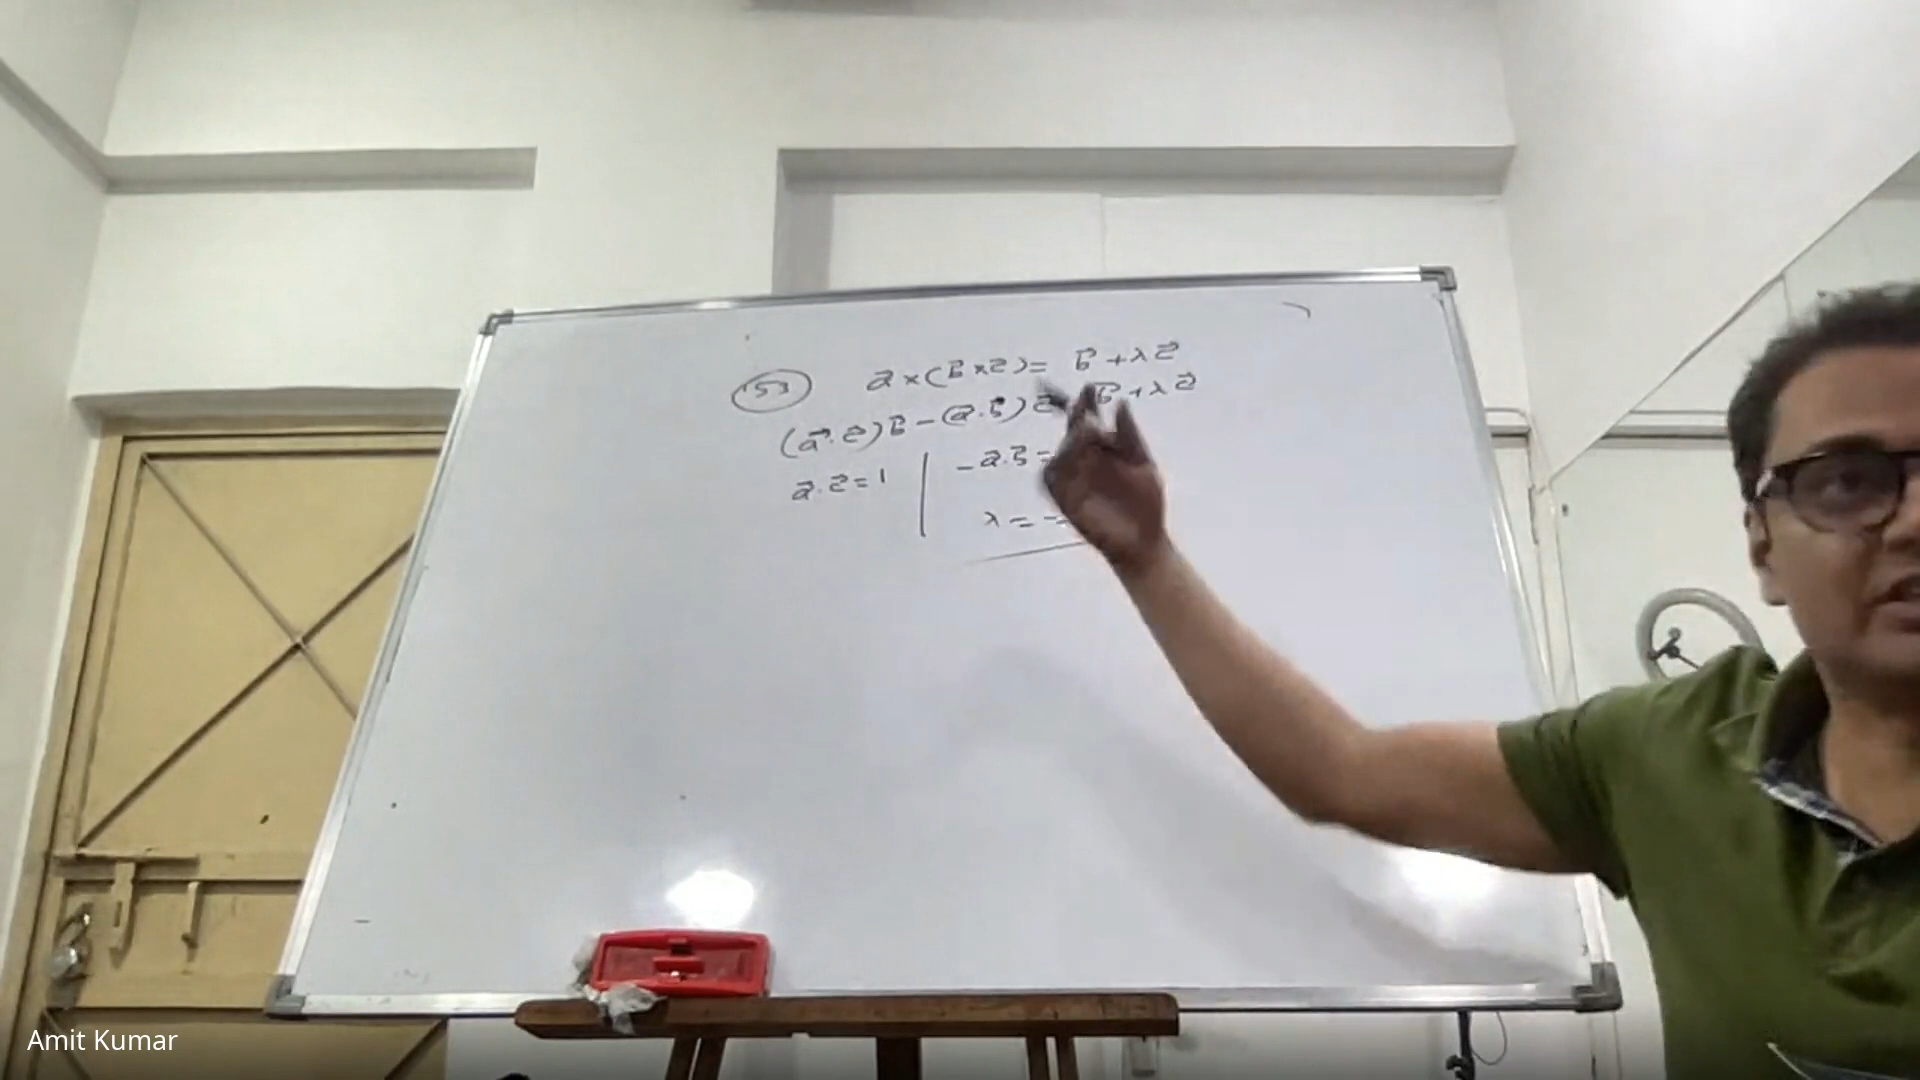 53 a⃗ × (b⃗ × c⃗) = b⃗ + λc⃗
(a⃗.c⃗)b⃗ - (a⃗.b⃗)c⃗ b⃗ + λc⃗
a⃗.c⃗ = 1
- a⃗.b⃗ =
λ = -
Amit Kumar